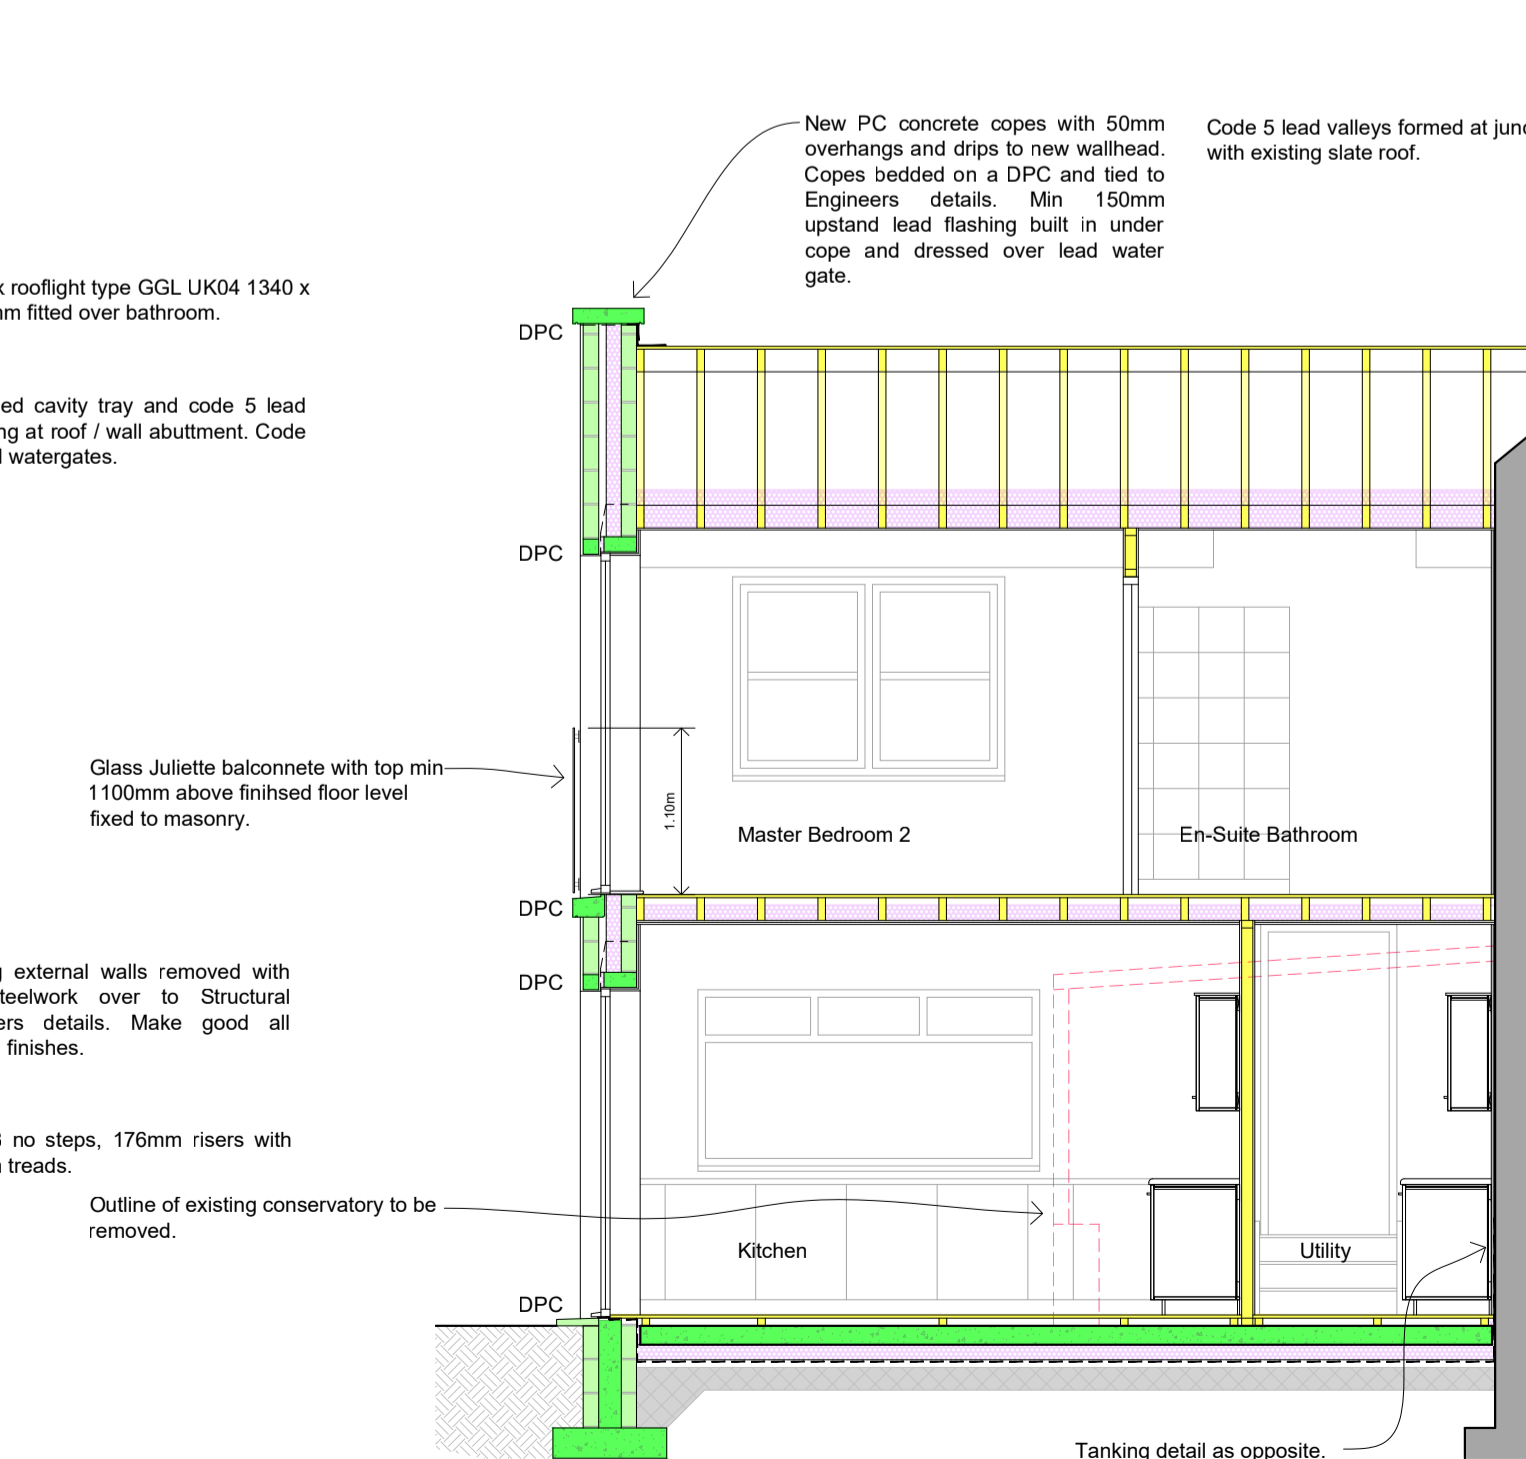 New PC concrete copes with 50mm
overhangs and drips to new wallhead.
Copes bedded on a DPC and tied to
Engineers details. Min 150mm
upstand lead flashing built in under
cope and dressed over lead water
gate.
Code 5 lead valleys formed at junc
with existing slate roof.
x rooflight type GGL UK04 1340 x
nm fitted over bathroom.
DPC
ed cavity tray and code 5 lead
ng at roof / wall abuttment. Code
d watergates.
DPC
Glass Juliette balconnete with top min
1100mm above finihsed floor level
fixed to masonry.
1.10m
Master Bedroom 2
En-Suite Bathroom
DPC
g external walls removed with
teelwork over to Structural
ers details. Make good all
finishes.
DPC
3 no steps, 176mm risers with
n treads.
Outline of existing conservatory to be
removed.
Kitchen
Utility
DPC
Tanking detail as opposite.